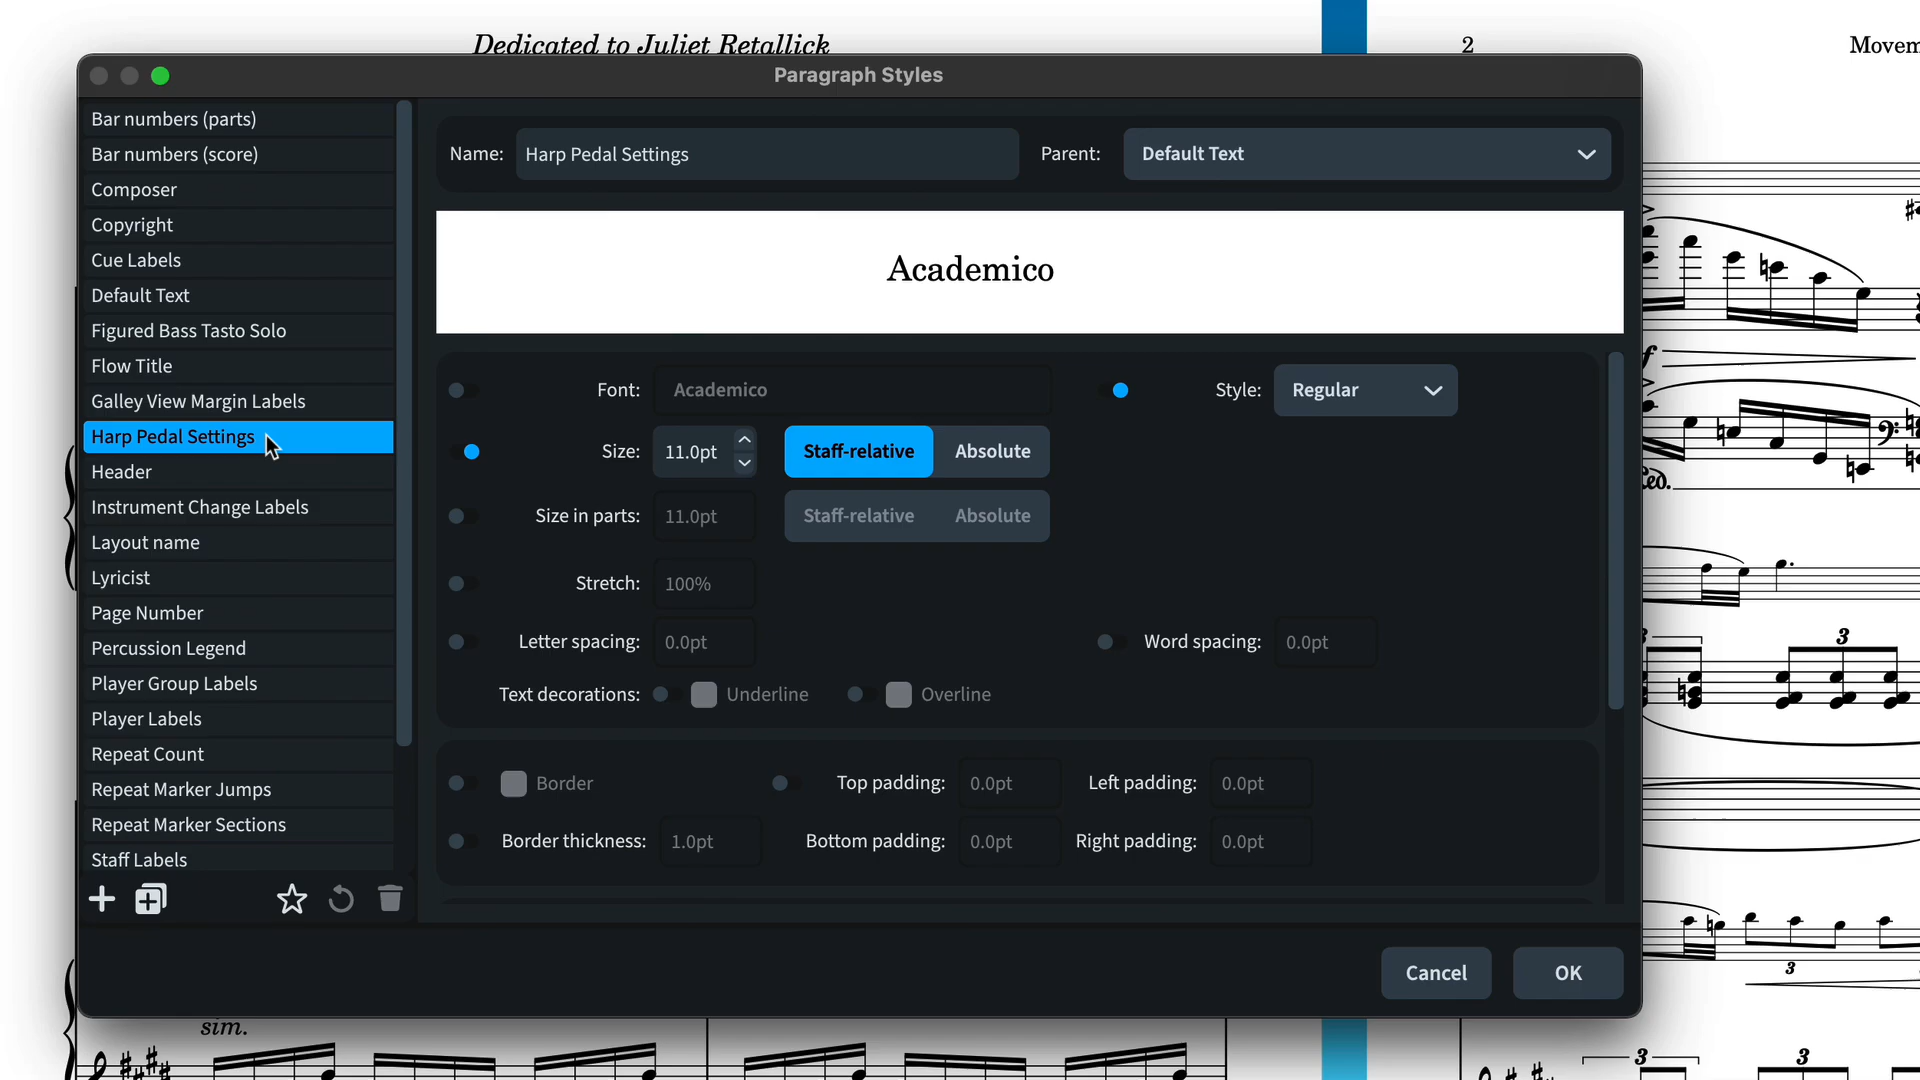 Dedicated to Juliet Retallick
2
Paragraph Styles
Bar numbers (parts)
Bar numbers (score)
Composer
Copyright
Cue Labels
Default Text
Figured Bass Tasto Solo
Flow Title
Galley View Margin Labels
Harp Pedal Settings
Header
Instrument Change Labels
Layout name
Lyricist
Page Number
Percussion Legend
Player Group Labels
Player Labels
Repeat Count
Repeat Marker Jumps
Repeat Marker Sections
Staff Labels
Name: Harp Pedal Settings Parent: Default Text
Academico
Font: Academico Style: Regular
Size: 11.0pt Staff-relative Absolute
Size in parts: 11.0pt Staff-relative Absolute
Stretch: 100%
Letter spacing: 0.0pt Word spacing: 0.0pt
Text decorations: Underline Overline
Border Top padding: 0.0pt Left padding: 0.0pt
Border thickness: 1.0pt Bottom padding: 0.0pt Right padding: 0.0pt
Cancel OK
3
3
sim.
3
3